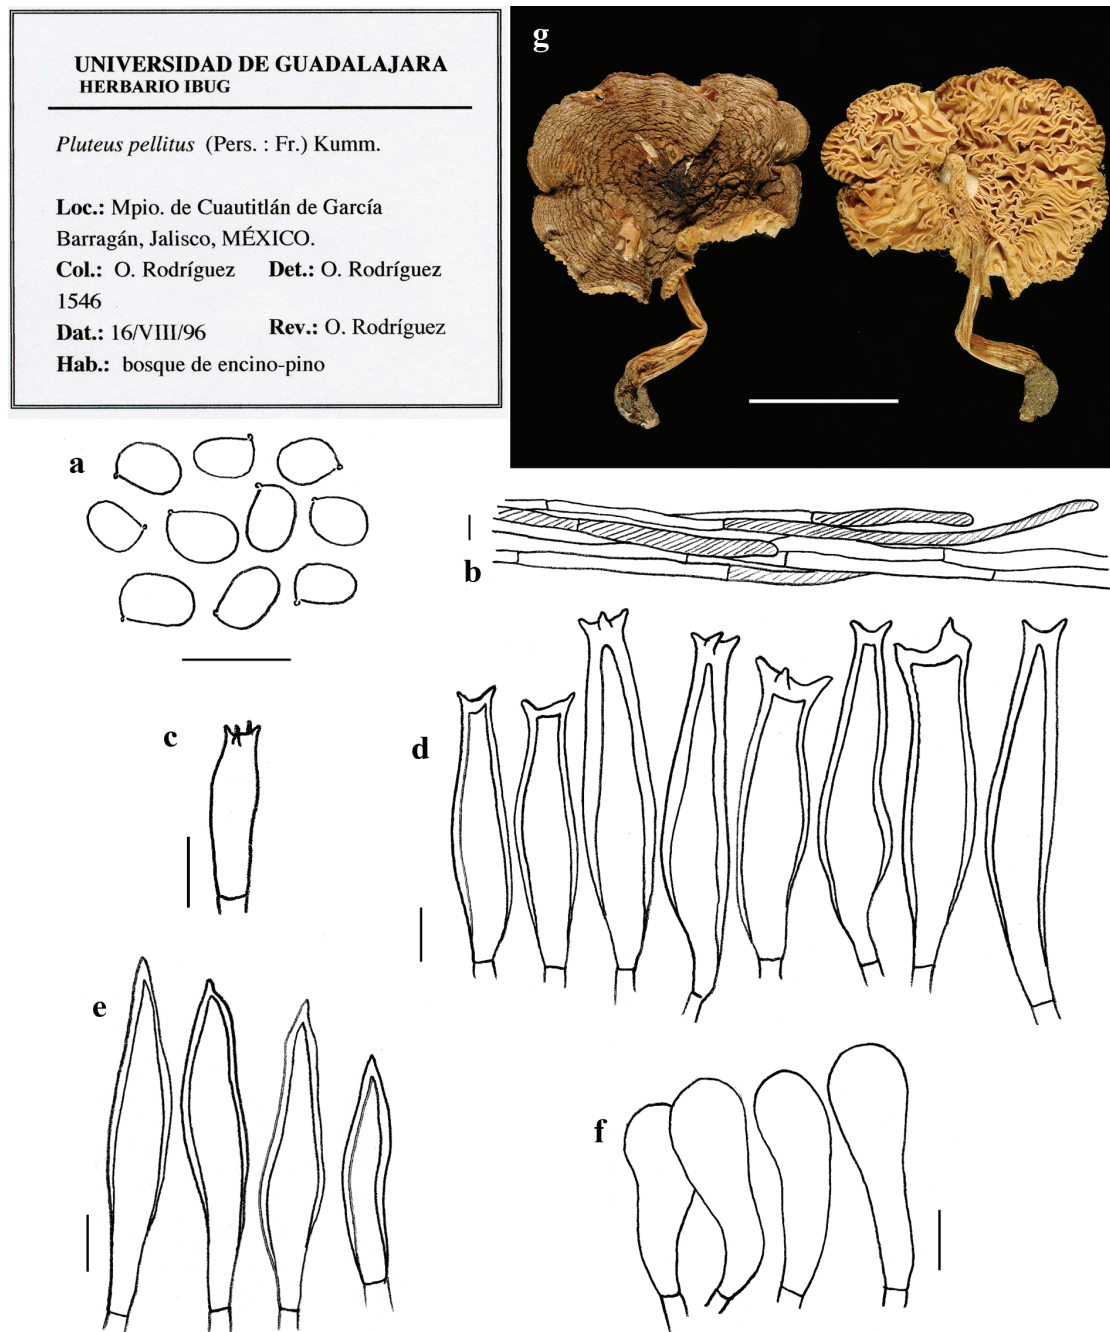 UNIVERSIDAD DE GUADALAJARA
HERBARIO IBUG
Pluteus pellitus (Pers. : Fr.) Kumm.
Loc.: Mpio. de Cuautitlán de García
Barragán, Jalisco, MÉXICO.
Col.: O. Rodríguez Det.: O. Rodríguez
1546
Dat.: 16/VIII/96 Rev.: O. Rodríguez
Hab.: bosque de encino-pino
g
a
b
c
d
e
f